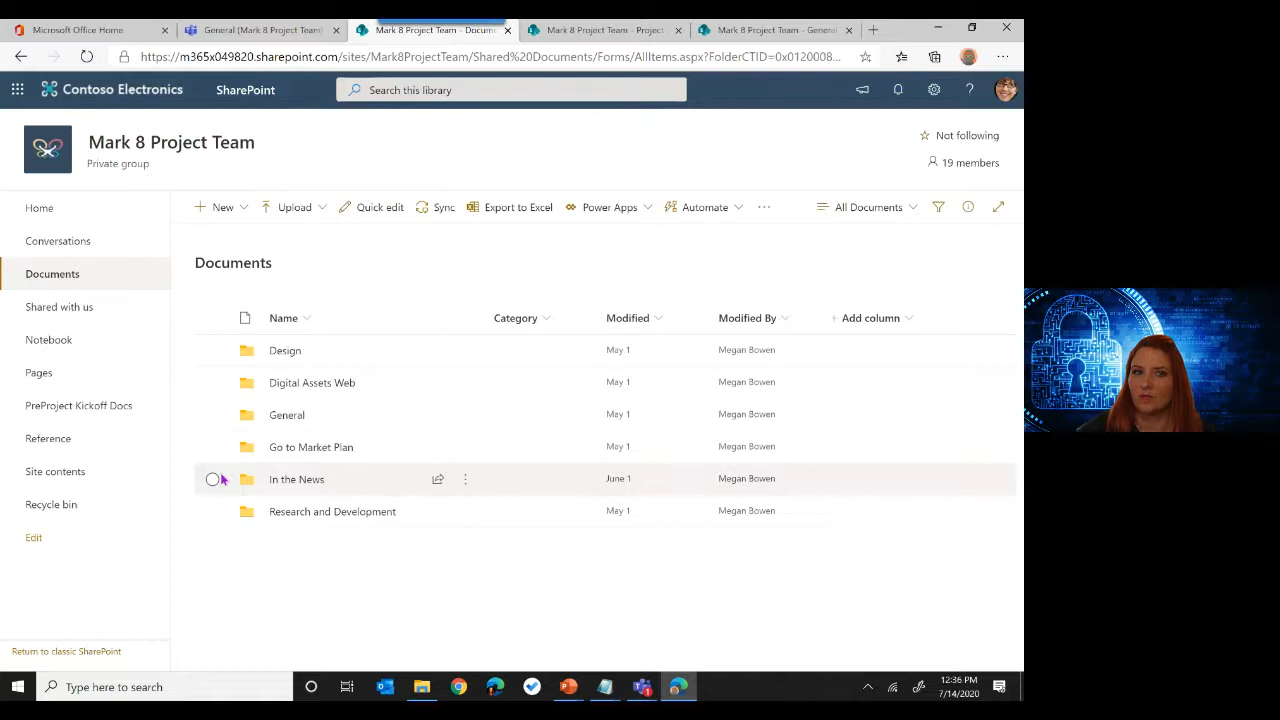 Microsoft Office Home
General (Mark 8 Project Team)
Mark 8 Project Team - Docume
Mark 8 Project Team - Project
Mark 8 Project Team - General
https://m365x049820.sharepoint.com/sites/Mark8ProjectTeam/Shared%20Documents/Forms/AllItems.aspx?FolderCTID=0x0120008...
Contoso Electronics
SharePoint
Search this library
?
Mark 8 Project Team
Private group
Not following
19 members
Home
Conversations
Documents
Shared with us
Notebook
Pages
PreProject Kickoff Docs
Reference
Site contents
Recycle bin
Edit
Return to classic SharePoint
New
Upload
Quick edit
Sync
Export to Excel
Power Apps
Automate
All Documents
Documents
Name Category Modified Modified By + Add column
Design May 1 Megan Bowen
Digital Assets Web May 1 Megan Bowen
General May 1 Megan Bowen
Go to Market Plan May 1 Megan Bowen
In the News June 1 Megan Bowen
Research and Development May 1 Megan Bowen
Type here to search
12:36 PM
7/14/2020